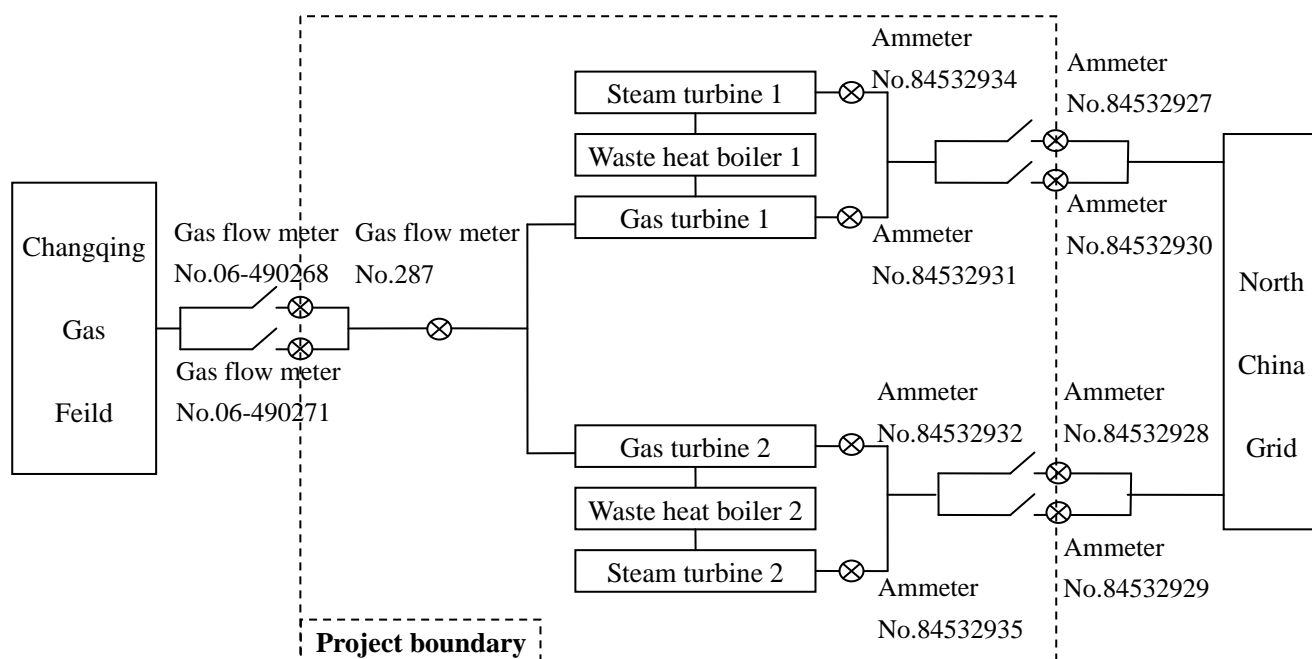 Ammeter
No.84532934
Ammeter
No.84532927
Steam turbine 1
Waste heat boiler 1
Gas turbine 1
Ammeter
No.84532931
Ammeter
No.84532930
Changqing
Gas
Feild
Gas flow meter
No.06-490268
Gas flow meter
No.287
Gas flow meter
No.06-490271
North
China
Grid
Gas turbine 2
Waste heat boiler 2
Steam turbine 2
Ammeter
No.84532932
Ammeter
No.84532928
Ammeter
No.84532935
Ammeter
No.84532929
Project boundary